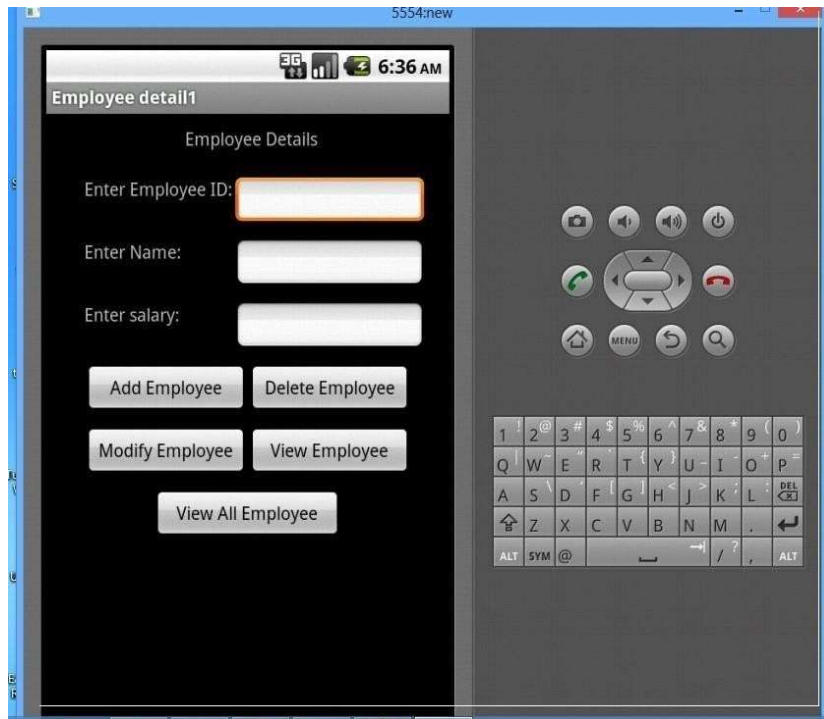 5554:new
3G 6:36 AM
Employee detail1
Employee Details
Enter Employee ID:
Enter Name:
Enter salary:
Add Employee Delete Employee
Modify Employee View Employee
View All Employee
MENU
1 ! 2 @ 3 # 4 $ 5 % 6 ^ 7 & 8 * 9 ( 0 )
Q | W ~ E " R ` T { Y } U - I - O + P =
A S \ D ' F [ G ] H < J > K ; L : DEL
Z X C V B N M .
ALT SYM @ / ? , ALT